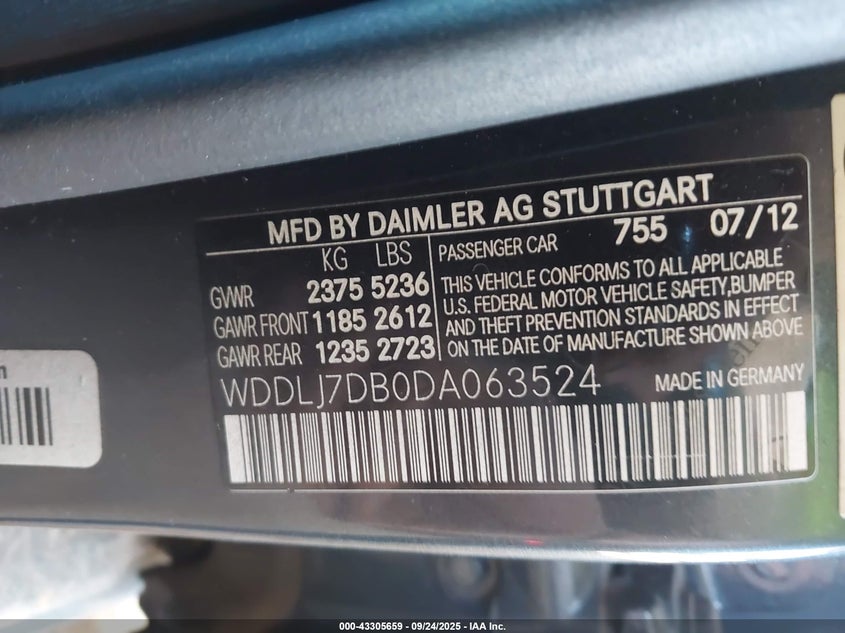 MFD BY DAIMLER AG STUTTGART
KG LBS
GVWR 2375 5236
GAWR FRONT 1185 2612
GAWR REAR 1235 2723
PASSENGER CAR 755 07/12
THIS VEHICLE CONFORMS TO ALL APPLICABLE
U.S. FEDERAL MOTOR VEHICLE SAFETY,BUMPER
AND THEFT PREVENTION STANDARDS IN EFFECT
ON THE DATE OF MANUFACTURE SHOWN ABOVE
WDDLJ7DB0DA063524 MADE IN GERMANY
000-43305659 - 09/24/2025 - IAA Inc.